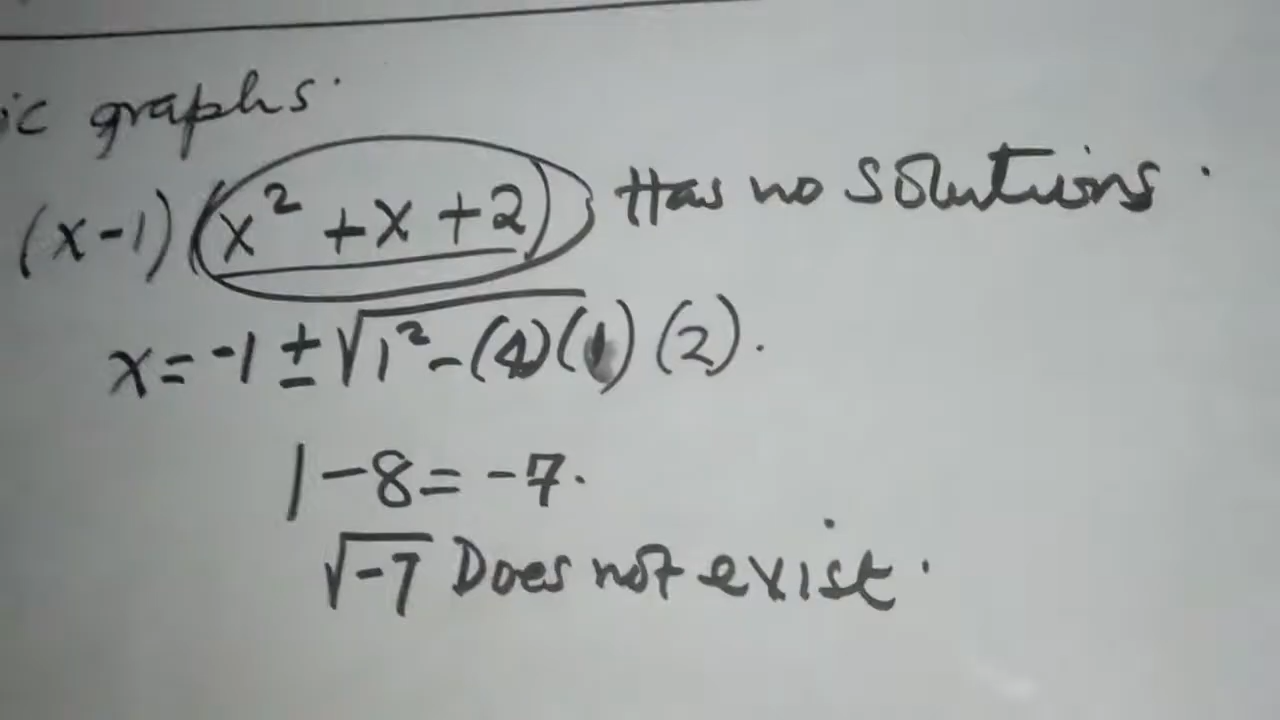 ic graphs.
(x-1)(x² + x + 2) Has no solutions.
x = -1 ± √1² - (4)(1)(2).
1 - 8 = -7.
√-7 Does not exist.